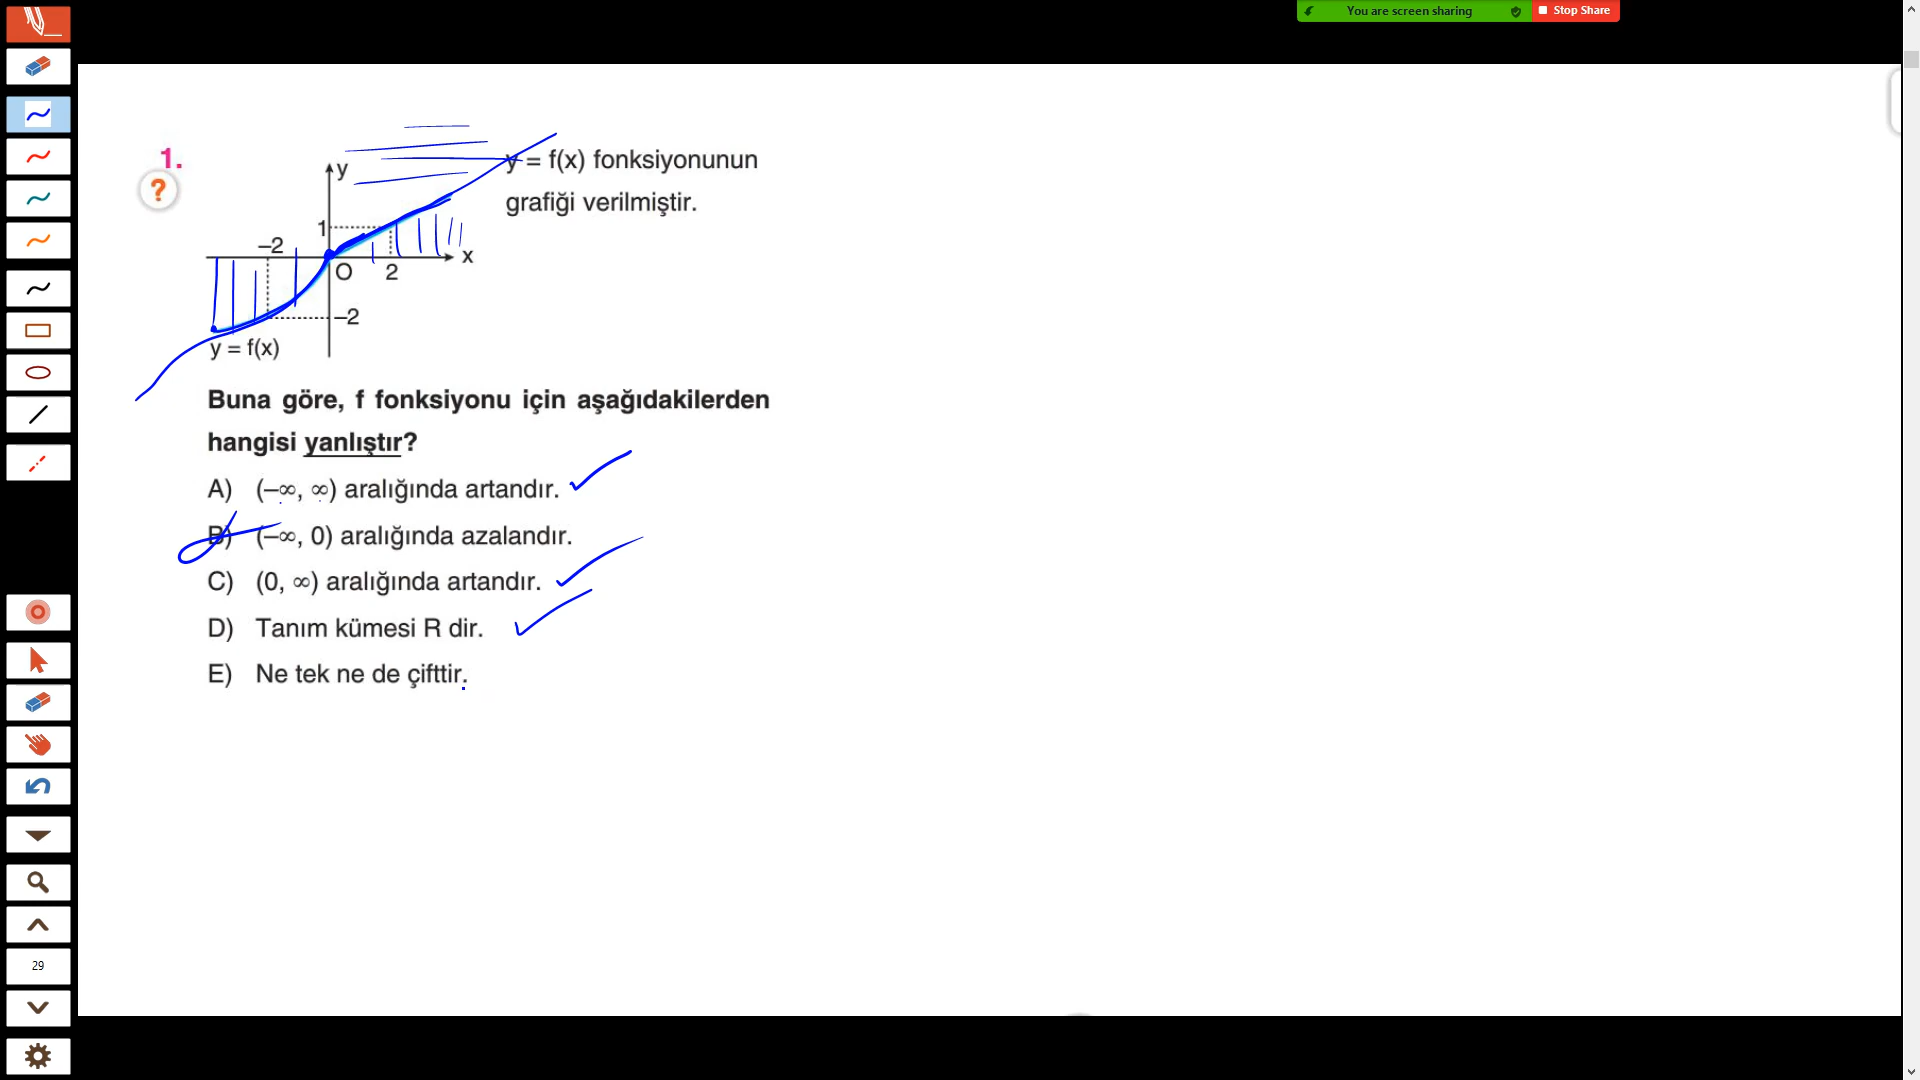 You are screen sharing
Stop Share
1.
?
y
y = f(x) fonksiyonunun
grafiği verilmiştir.
1
–2
x
O
2
–2
y = f(x)
Buna göre, f fonksiyonu için aşağıdakilerden
hangisi yanlıştır?
A) (–∞, ∞) aralığında artandır.
B) (–∞, 0) aralığında azalandır.
C) (0, ∞) aralığında artandır.
D) Tanım kümesi R dir.
E) Ne tek ne de çifttir.
29